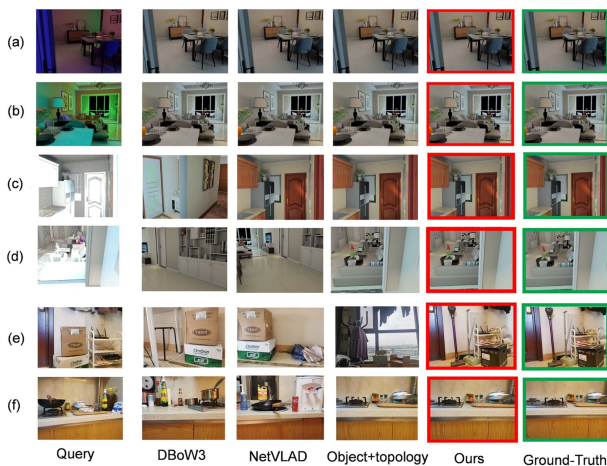 (a)
(b)
(c)
(d)
(e)
(f)
Query DBoW3 NetVLAD Object+topology Ours Ground-Truth